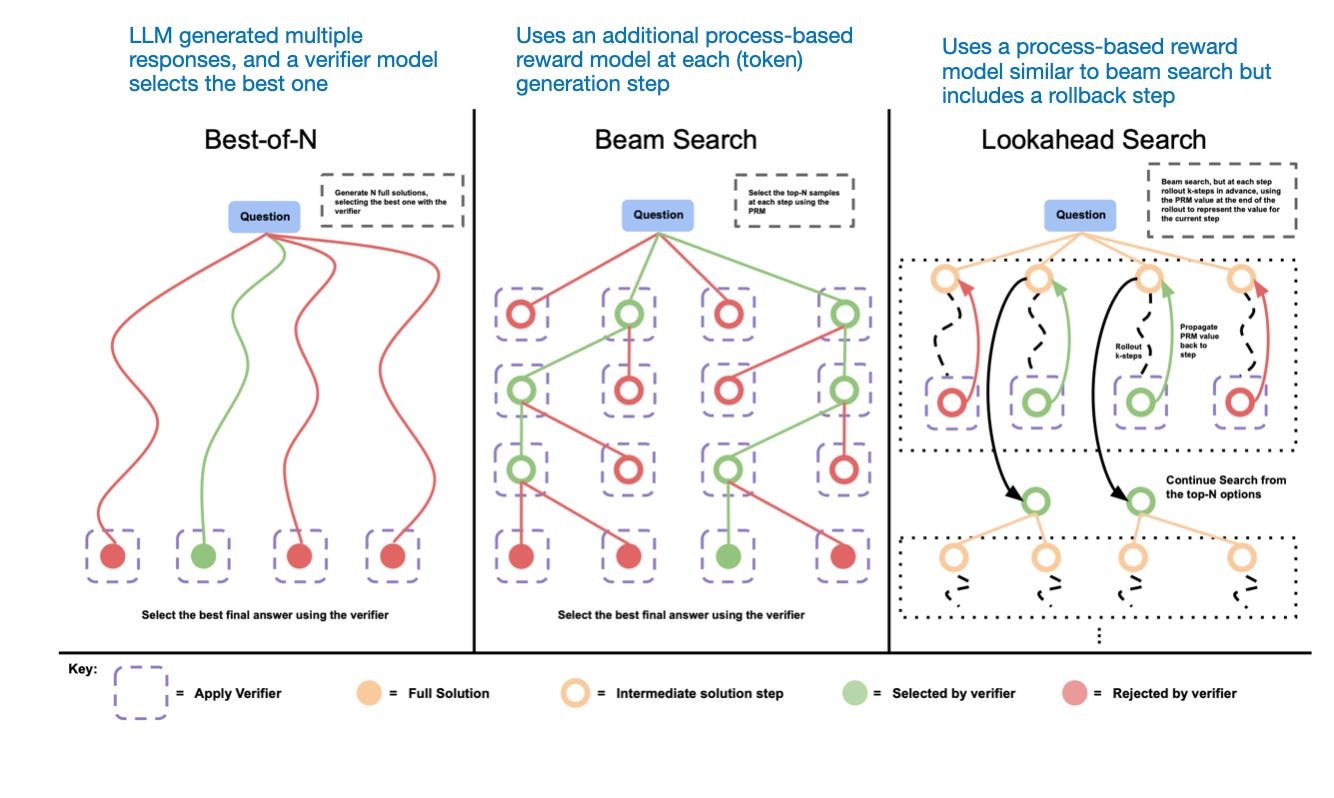 LLM generated multiple
responses, and a verifier model
selects the best one
Uses an additional process-based
reward model at each (token)
generation step
Uses a process-based reward
model similar to beam search but
includes a rollback step
Best-of-N
Generate N full solutions,
selecting the best one with the
verifier
Question
Select the best final answer using the verifier
Beam Search
Select the top-N samples
at each step using the
PRM
Question
Select the best final answer using the verifier
Lookahead Search
Beam search, but at each step
rollout k-steps in advance, using
the PRM value at the end of the
rollout to represent the value for
the current step
Question
Propagate
PRM value
back to
step
Rollout
k-steps
Continue Search from
the top-N options
Key:
= Apply Verifier
= Full Solution
= Intermediate solution step
= Selected by verifier
= Rejected by verifier